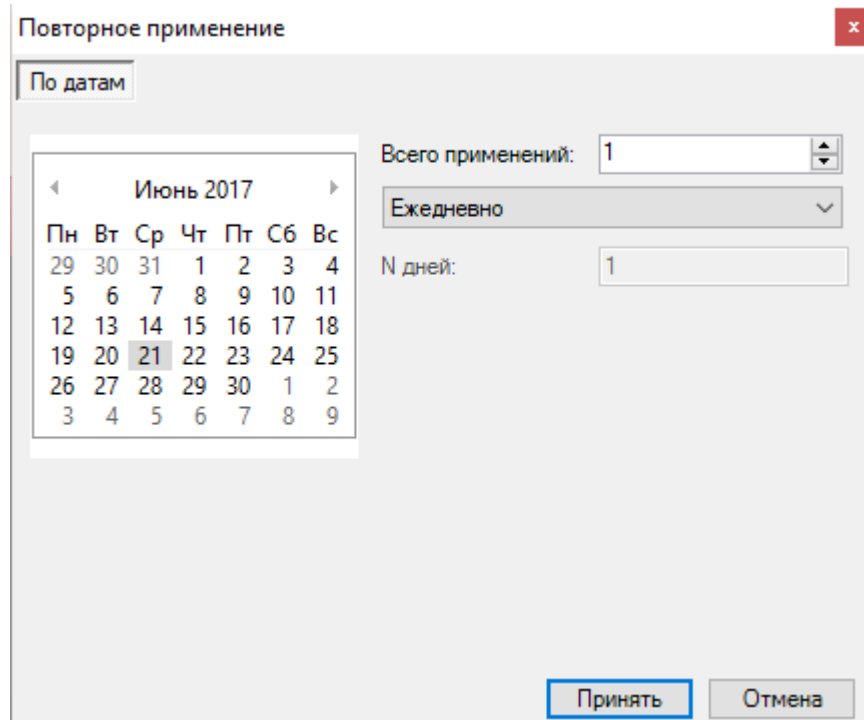 Повторное применение
x
По датам
Июнь 2017
Пн Вт Ср Чт Пт Сб Вс
29 30 31 1 2 3 4
5 6 7 8 9 10 11
12 13 14 15 16 17 18
19 20 21 22 23 24 25
26 27 28 29 30 1 2
3 4 5 6 7 8 9
Всего применений: 1
Ежедневно
N дней: 1
Принять Отмена